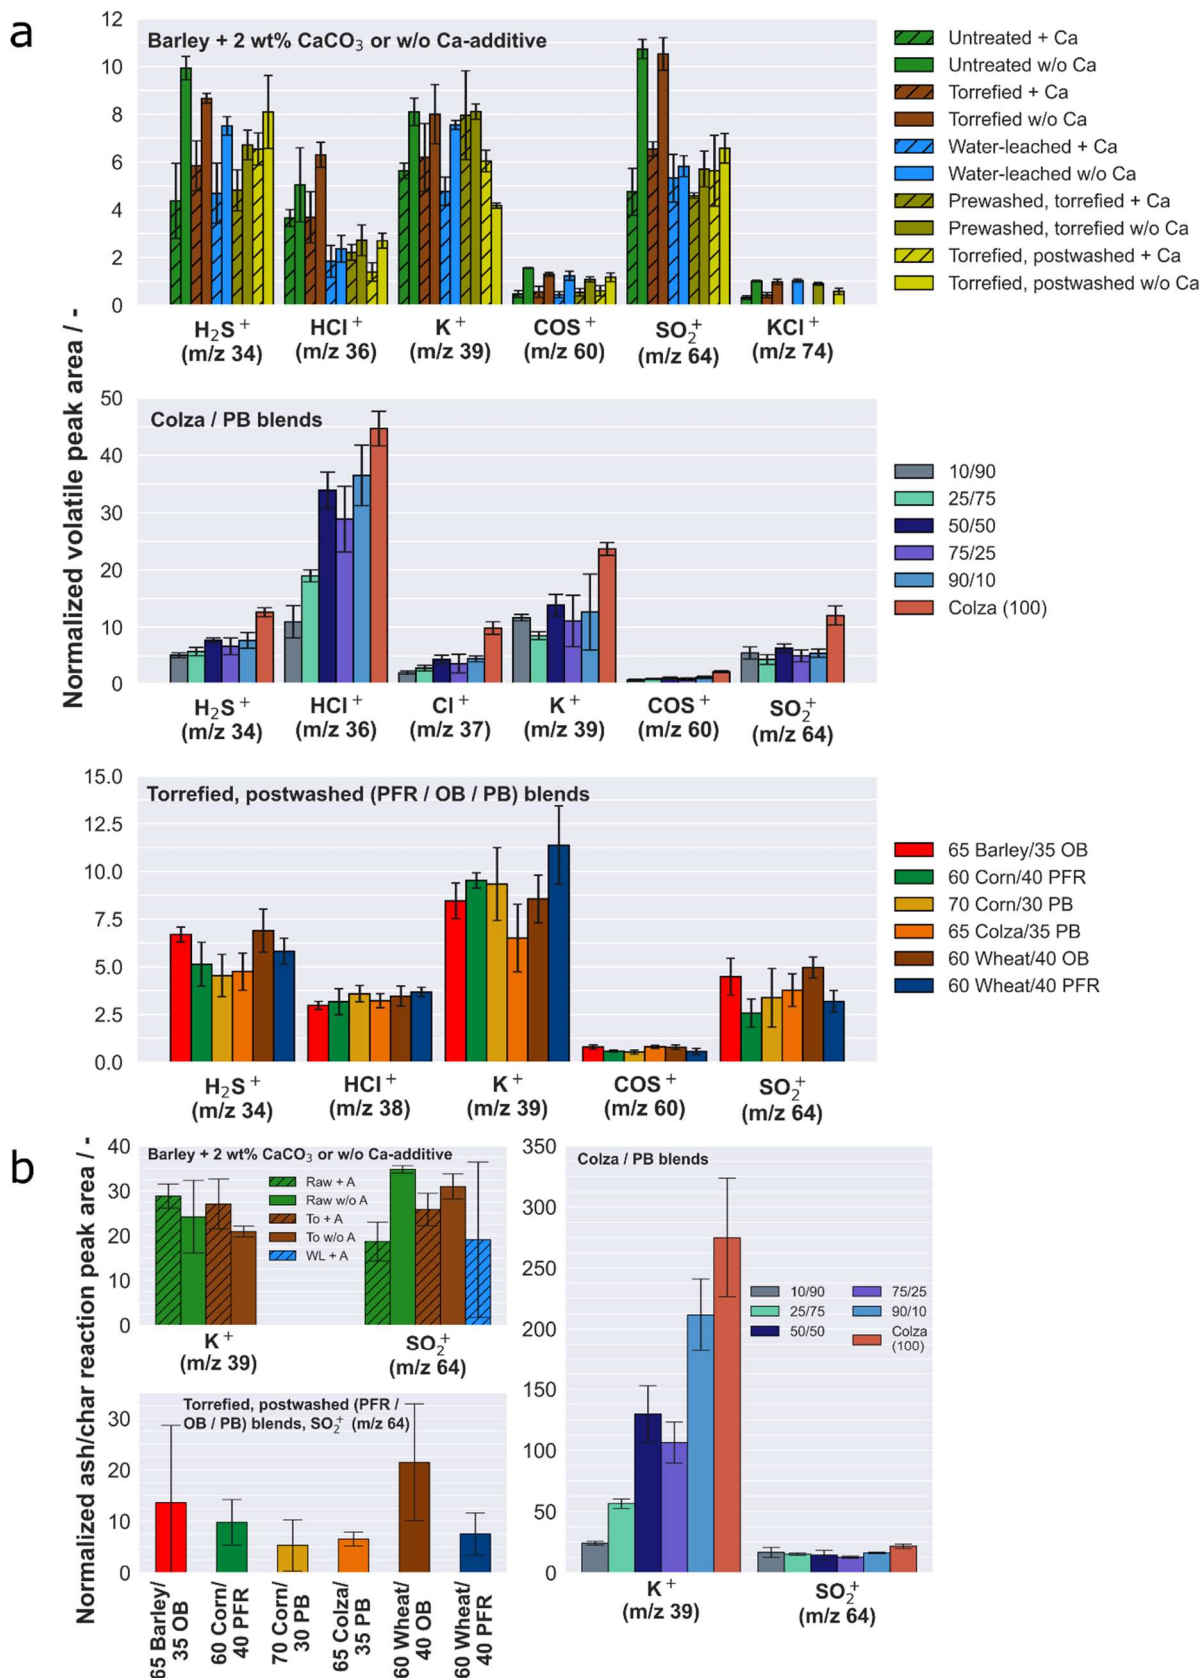 a
Normalized volatile peak area / -
Barley + 2 wt% CaCO₃ or w/o Ca-additive
12
10
8
6
4
2
0
H₂S⁺ HCl⁺ K⁺ COS⁺ SO₂⁺ KCl⁺
(m/z 34) (m/z 36) (m/z 39) (m/z 60) (m/z 64) (m/z 74)
Untreated + Ca
Untreated w/o Ca
Torrefied + Ca
Torrefied w/o Ca
Water-leached + Ca
Water-leached w/o Ca
Prewashed, torrefied + Ca
Prewashed, torrefied w/o Ca
Torrefied, postwashed + Ca
Torrefied, postwashed w/o Ca
Colza / PB blends
50
40
30
20
10
0
H₂S⁺ HCl⁺ Cl⁺ K⁺ COS⁺ SO₂⁺
(m/z 34) (m/z 36) (m/z 37) (m/z 39) (m/z 60) (m/z 64)
10/90
25/75
50/50
75/25
90/10
Colza (100)
Torrefied, postwashed (PFR / OB / PB) blends
15.0
12.5
10.0
7.5
5.0
2.5
0.0
H₂S⁺ HCl⁺ K⁺ COS⁺ SO₂⁺
(m/z 34) (m/z 38) (m/z 39) (m/z 60) (m/z 64)
65 Barley/35 OB
60 Corn/40 PFR
70 Corn/30 PB
65 Colza/35 PB
60 Wheat/40 OB
60 Wheat/40 PFR
b
Normalized ash/char reaction peak area / -
Barley + 2 wt% CaCO₃ or w/o Ca-additive
40
30
20
10
0
Raw + A
Raw w/o A
To + A
To w/o A
WL + A
K⁺ SO₂⁺
(m/z 39) (m/z 64)
Torrefied, postwashed (PFR /
OB / PB) blends, SO₂⁺ (m/z 64)
30
20
10
0
65 Barley/
35 OB
60 Corn/
40 PFR
70 Corn/
30 PB
65 Colza/
35 PB
60 Wheat/
40 OB
60 Wheat/
40 PFR
Colza / PB blends
350
300
250
200
150
100
50
0
10/90
25/75
50/50
75/25
90/10
Colza
(100)
K⁺ SO₂⁺
(m/z 39) (m/z 64)